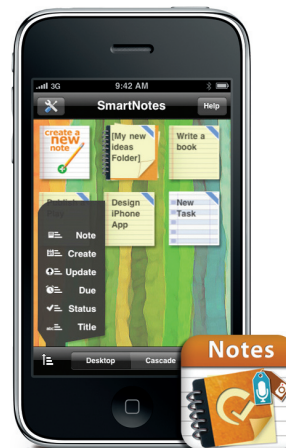 3G
9:42 AM
SmartNotes
Help
create a
new
note
[My new
ideas
Folder]
Write a
book
Design
iPhone
App
New
Task
Note
Create
Update
Due
Status
Title
Desktop
Cascade
Notes